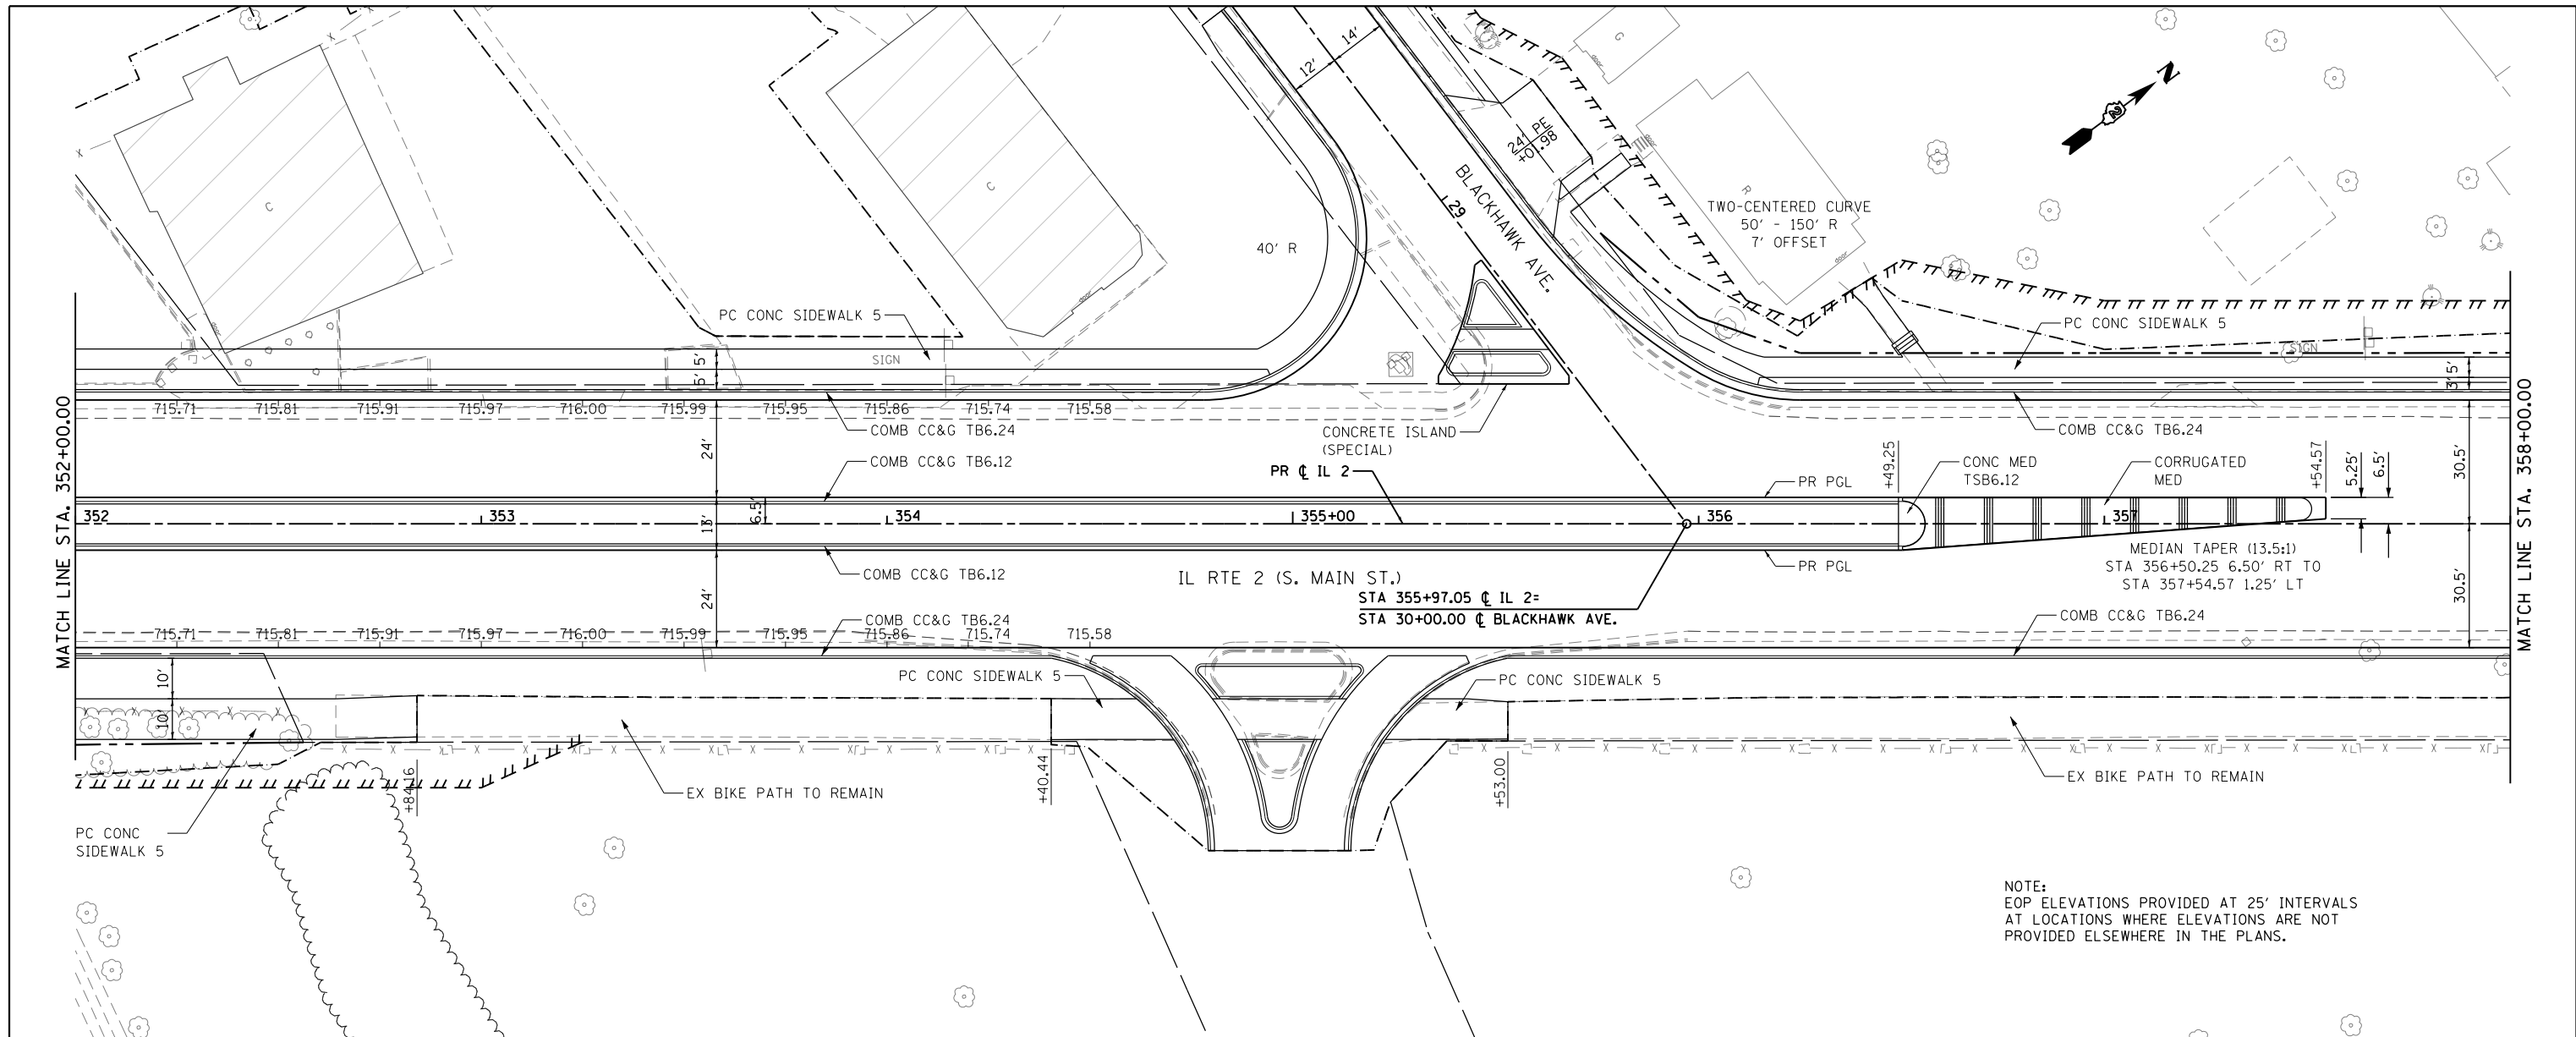 14'
12'
G
N
2
24' PE
+01.98
C
C
R
door
door
door
door
door
BLACKHAWK AVE.
29
TWO-CENTERED CURVE
50' - 150' R
7' OFFSET
40' R
PC CONC SIDEWALK 5
SIGN
5'
5'
PC CONC SIDEWALK 5
SIGN
5'
3'
MATCH LINE STA. 352+00.00
MATCH LINE STA. 358+00.00
715.71
715.81
715.91
715.97
716.00
715.99
715.95
715.86
715.74
715.58
COMB CC&G TB6.24
COMB CC&G TB6.24
24'
COMB CC&G TB6.12
CONCRETE ISLAND
(SPECIAL)
PR ℄ IL 2
PR PGL
+49.25
CONC MED
TSB6.12
CORRUGATED
MED
+54.57
5.25'
6.5'
30.5'
352
353
354
355+00
356
357
6.5'
13'
COMB CC&G TB6.12
IL RTE 2 (S. MAIN ST.)
PR PGL
MEDIAN TAPER (13.5:1)
STA 356+50.25 6.50' RT TO
STA 357+54.57 1.25' LT
30.5'
24'
STA 355+97.05 ℄ IL 2=
STA 30+00.00 ℄ BLACKHAWK AVE.
COMB CC&G TB6.24
COMB CC&G TB6.24
715.71
715.81
715.91
715.97
716.00
715.99
715.95
715.86
715.74
715.58
10'
10'
PC CONC SIDEWALK 5
PC CONC SIDEWALK 5
+84.16
+40.44
+53.00
EX BIKE PATH TO REMAIN
EX BIKE PATH TO REMAIN
PC CONC
SIDEWALK 5
NOTE:
EOP ELEVATIONS PROVIDED AT 25' INTERVALS
AT LOCATIONS WHERE ELEVATIONS ARE NOT
PROVIDED ELSEWHERE IN THE PLANS.